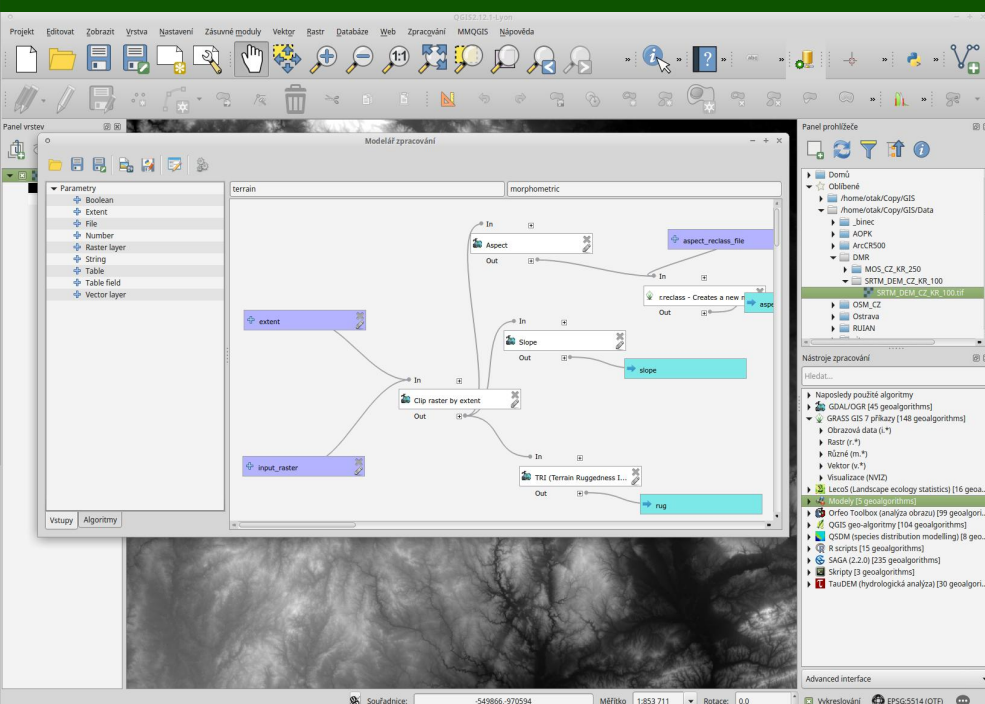 QGIS2.12.1-Lyon
Projekt Editovat Zobrazit Vrstva Nastavení Zásuvné moduly Vektor Rastr Databáze Web Zpracování MMQGIS Nápověda
Panel vrstev
Modelář zpracování
Parametry
Boolean
Extent
File
Number
Raster layer
String
Table
Table field
Vector layer
Vstupy Algoritmy
terrain
morphometric
In
Aspect
Out
aspect_reclass_file
In
r.reclass - Creates a new
Out
extent
In
Slope
Out
slope
In
Clip raster by extent
Out
input_raster
In
TRI (Terrain Ruggedness I...
Out
rug
Panel prohlížeče
Domů
Oblíbené
/home/otak/Copy/GIS
/home/otak/Copy/GIS/Data
_binec
AOPK
ArcCR500
DMR
MOS_CZ_KR_250
SRTM_DEM_CZ_KR_100
SRTM_DEM_CZ_KR_100.tif
OSM_CZ
Ostrava
RUIAN
Nástroje zpracování
Hledat...
Naposledy použité algoritmy
GDAL/OGR [45 geoalgorithms]
GRASS GIS 7 příkazy [148 geoalgorithms]
Obrazová data (i.*)
Rastr (r.*)
Různé (m.*)
Vektor (v.*)
Visualizace (NVIZ)
LecoS (Landscape ecology statistics) [16 geoa...
Modely [5 geoalgorithms]
Orfeo Toolbox (analýza obrazu) [99 geoalgori...
QGIS geo-algoritmy [104 geoalgorithms]
QSDM (species distribution modelling) [8 geo...
R scripts [15 geoalgorithms]
SAGA (2.2.0) [235 geoalgorithms]
Skripty [3 geoalgorithms]
TauDEM (hydrologická analýza) [30 geoalgori...
Advanced interface
Souřadnice: -549866,-970594 Měřítko 1:853 711 Rotace: 0.0 Vykreslování EPSG:5514 (OTF)